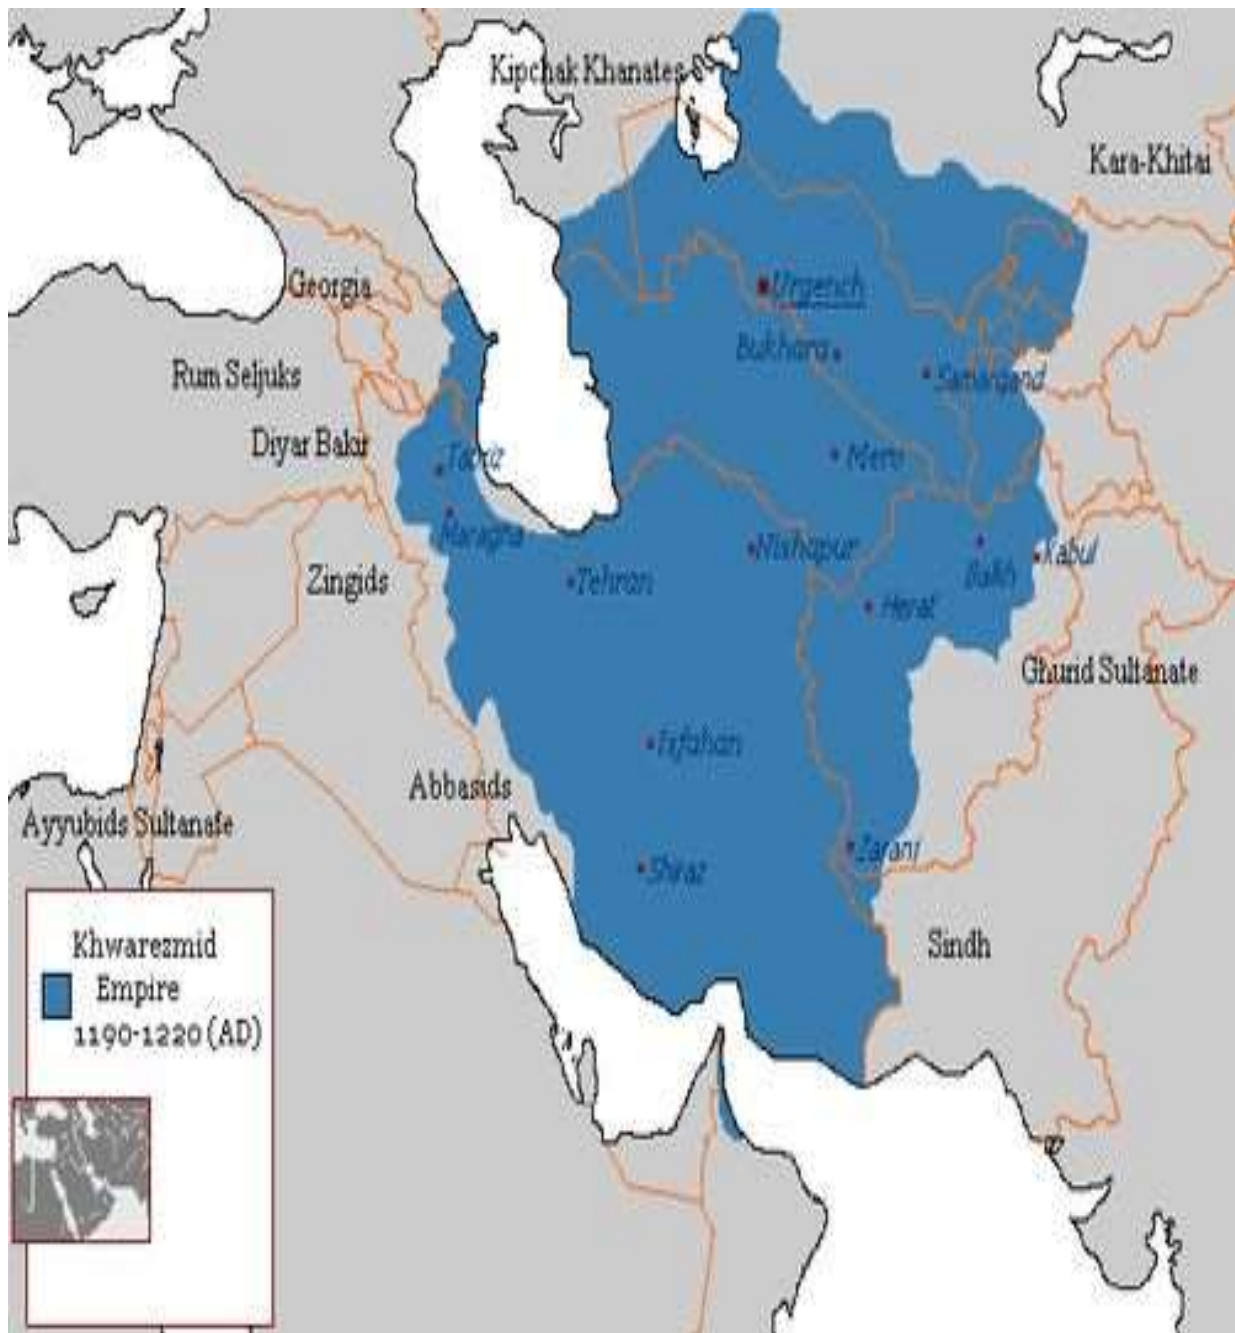 Kipchak Khanates
Kara-Khitai
Georgia
Urgench
Bukhara
Rum Seljuks
Samarqand
Diyar Bakir
Tabriz
Merv
Maragha
Nishapur
Kabul
Balkh
Zingids
Tehran
Herat
Ghurid Sultanate
Isfahan
Abbasids
Ayyubids Sultanate
Zaranj
Shiraz
Sindh
Khwarezmid
Empire
1190-1220 (AD)